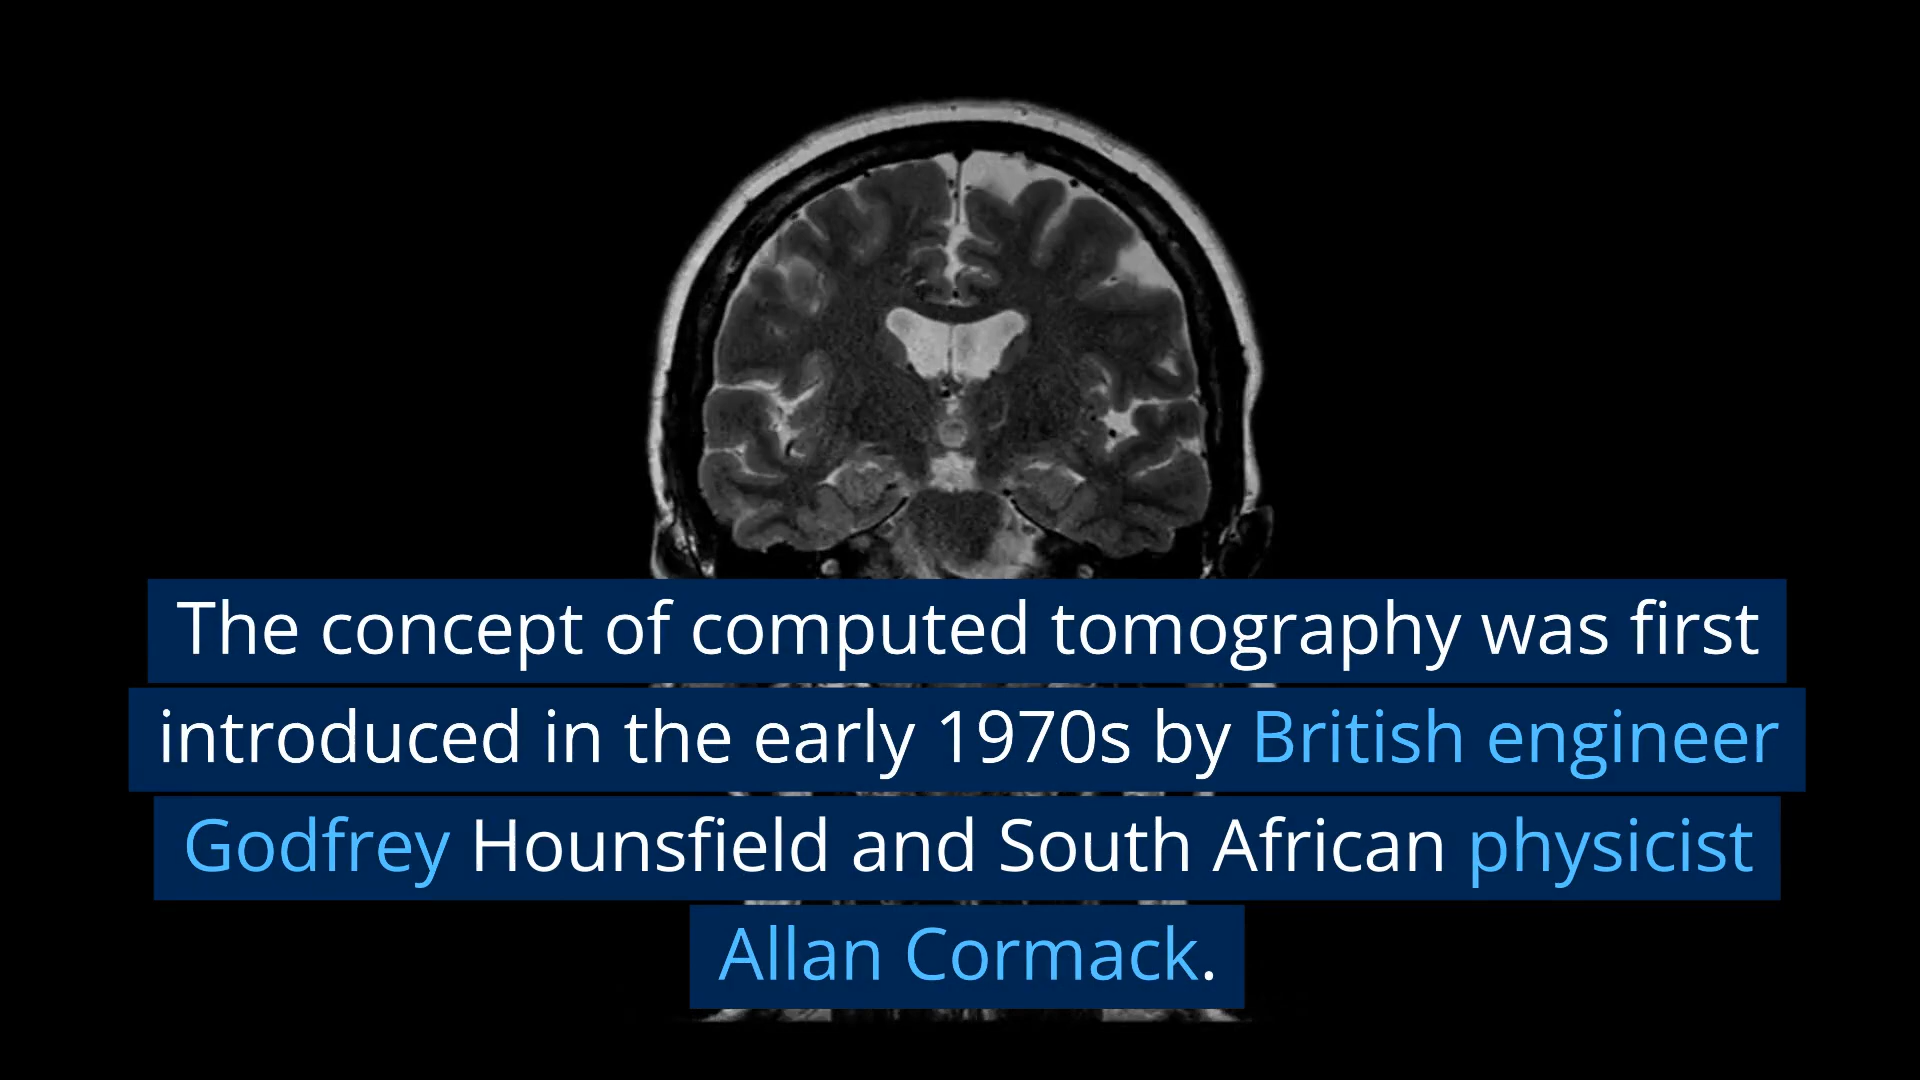 The concept of computed tomography was first
introduced in the early 1970s by British engineer
Godfrey Hounsfield and South African physicist
Allan Cormack.